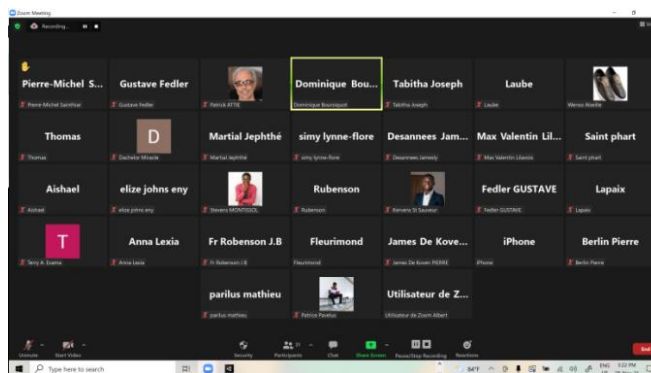 Zoom Meeting
Recording...
Pierre-Michel S... Gustave Fedler Dominique Bou... Tabitha Joseph Laube
Pierre-Michel Sainthilar Gustave Fedler Patrick ATTIE Dominique Boursiquot Tabitha Joseph Laube
Thomas D Martial Jephthé simy lynne-flore Desannees Jam... Max Valentin Lil... Saint phart
Thomas Dachelor Miracle Martial Jephthé simy lynne-flore Saint phart
Aishael elize johns eny Rubenson Fedler GUSTAVE Lapaix
Aishael elize johns eny Rubenson Fedler GUSTAVE Lapaix
T Anna Lexia Fr Robenson J.B Fleurimond James De Kove... iPhone Berlin Pierre
Anna Lexia Fr Robenson J.B Fleurimond James De Koven PIERRE iPhone Berlin Pierre
parilus mathieu Utilisateur de Z...
parilus mathieu Utilisateur de Zoom Albert
Unmute Start Video Security Participants Chat Share Screen Pause/Stop Recording Reactions End
Type here to search 84°F ENG